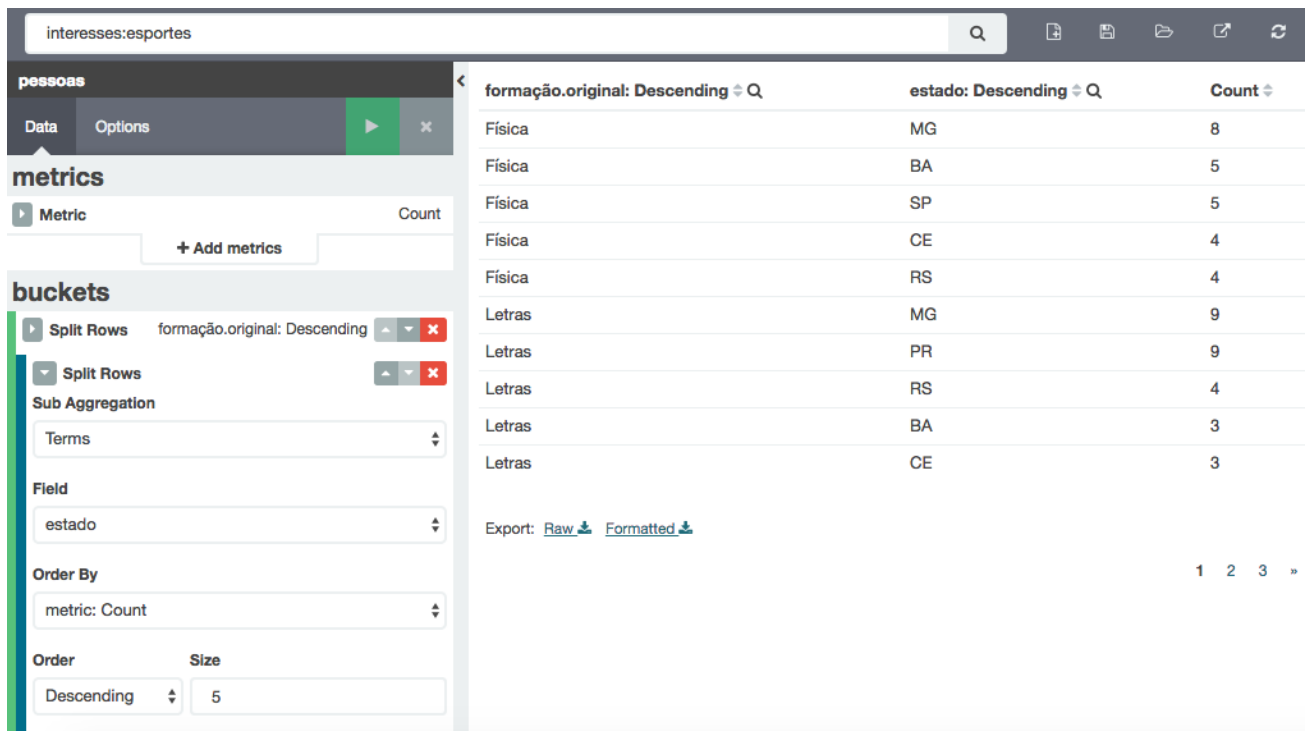 interesses:esportes
pessoas
Data Options
metrics
Metric Count
+ Add metrics
buckets
Split Rows formação.original: Descending
Split Rows
Sub Aggregation
Terms
Field
estado
Order By
metric: Count
Order Size
Descending 5
formação.original: Descending estado: Descending Count
Física MG 8
Física BA 5
Física SP 5
Física CE 4
Física RS 4
Letras MG 9
Letras PR 9
Letras RS 4
Letras BA 3
Letras CE 3
Export: Raw Formatted
1 2 3 »